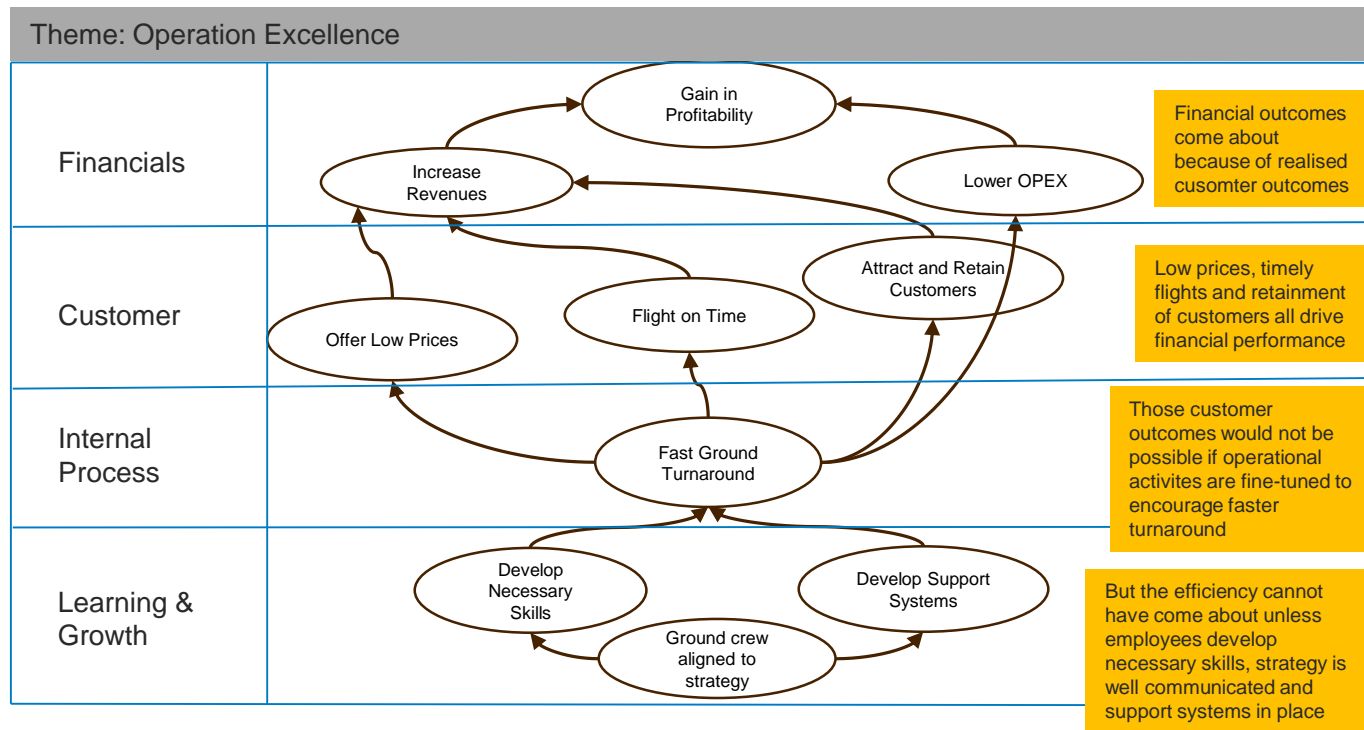 Theme: Operation Excellence
Financials
Gain in
Profitability
Increase
Revenues
Lower OPEX
Financial outcomes
come about
because of realised
cusomter outcomes
Customer
Offer Low Prices
Flight on Time
Attract and Retain
Customers
Low prices, timely
flights and retainment
of customers all drive
financial performance
Internal
Process
Fast Ground
Turnaround
Those customer
outcomes would not be
possible if operational
activites are fine-tuned to
encourage faster
turnaround
Learning &
Growth
Develop
Necessary
Skills
Develop Support
Systems
Ground crew
aligned to
strategy
But the efficiency cannot
have come about unless
employees develop
necessary skills, strategy is
well communicated and
support systems in place